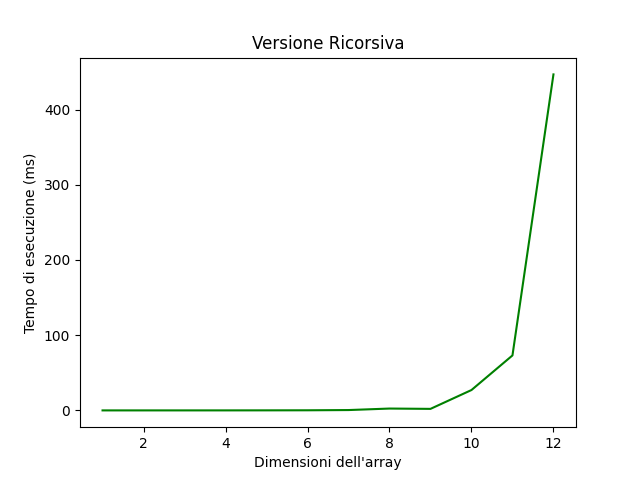 Versione Ricorsiva
Tempo di esecuzione (ms)
400
300
200
100
0
2 4 6 8 10 12
Dimensioni dell'array